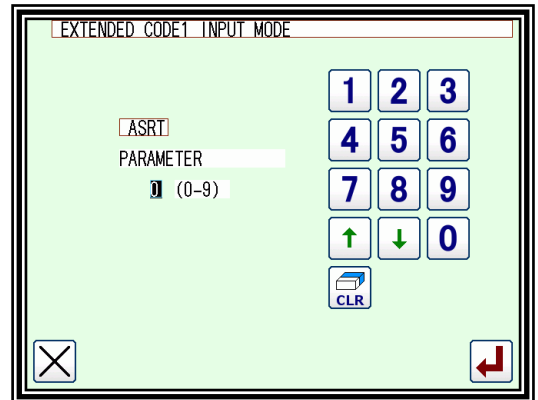 EXTENDED CODE1 INPUT MODE
1 2 3
ASRT
4 5 6
PARAMETER
0 (0-9)
7 8 9
↑ ↓ 0
CLR